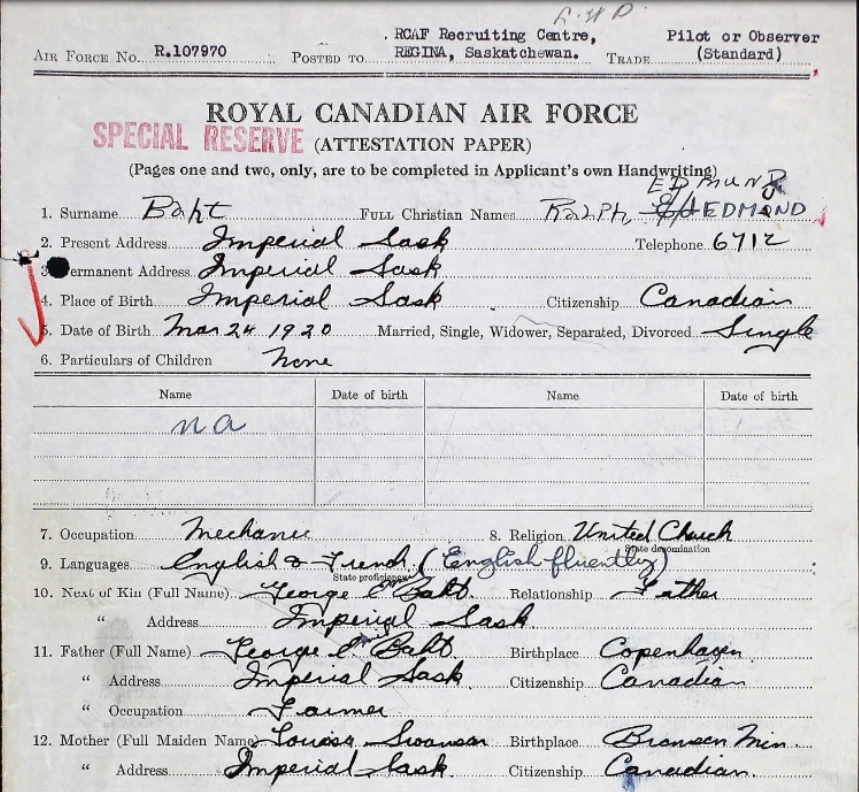 RCAF Recruiting Centre, Pilot or Observer
AIR FORCE NO. R.107970 POSTED TO REGINA, Saskatchewan. TRADE (Standard)
ROYAL CANADIAN AIR FORCE
SPECIAL RESERVE (ATTESTATION PAPER)
(Pages one and two, only, are to be completed in Applicant's own Handwriting)
EDMUND
1. Surname Baht FULL Christian Names Ralph, EDMOND
2. Present Address Imperial Sask Telephone 6712
3. Permanent Address Imperial Sask
4. Place of Birth Imperial Sask Citizenship Canadian
5. Date of Birth Mar 24 1920 Married, Single, Widower, Separated, Divorced Single
6. Particulars of Children None
Name Date of birth Name Date of birth
na
7. Occupation Mechanic 8. Religion United Church
State denomination
9. Languages English & French (English fluently)
State proficiency
10. Next of Kin (Full Name) George Baht. Relationship Father
" Address Imperial Sask.
11. Father (Full Name) George Baht Birthplace Copenhagen
" Address Imperial Sask Citizenship Canadian
" Occupation Farmer
12. Mother (Full Maiden Name) Louise Swanson Birthplace Bronsen Min.
" Address Imperial Sask. Citizenship Canadian.